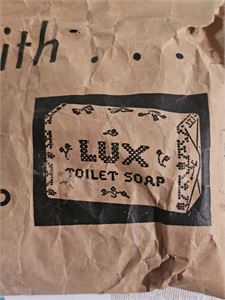 ith" . . . .
LUX
TOILET SOAP